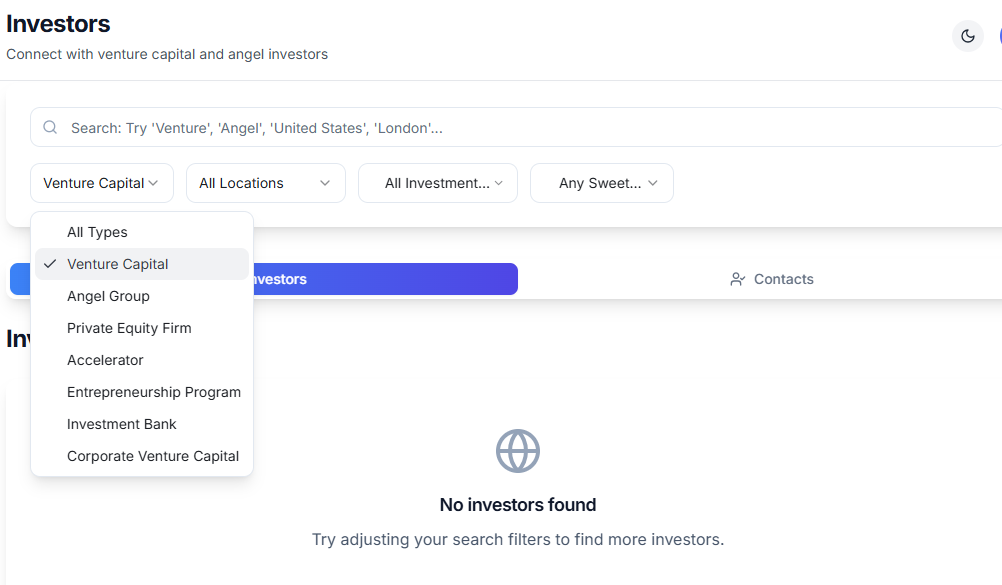 Investors
Connect with venture capital and angel investors
Search: Try 'Venture', 'Angel', 'United States', 'London'...
Venture Capital
All Locations
All Investment...
Any Sweet...
All Types
Venture Capital
Angel Group
Private Equity Firm
Accelerator
Entrepreneurship Program
Investment Bank
Corporate Venture Capital
Contacts
No investors found
Try adjusting your search filters to find more investors.